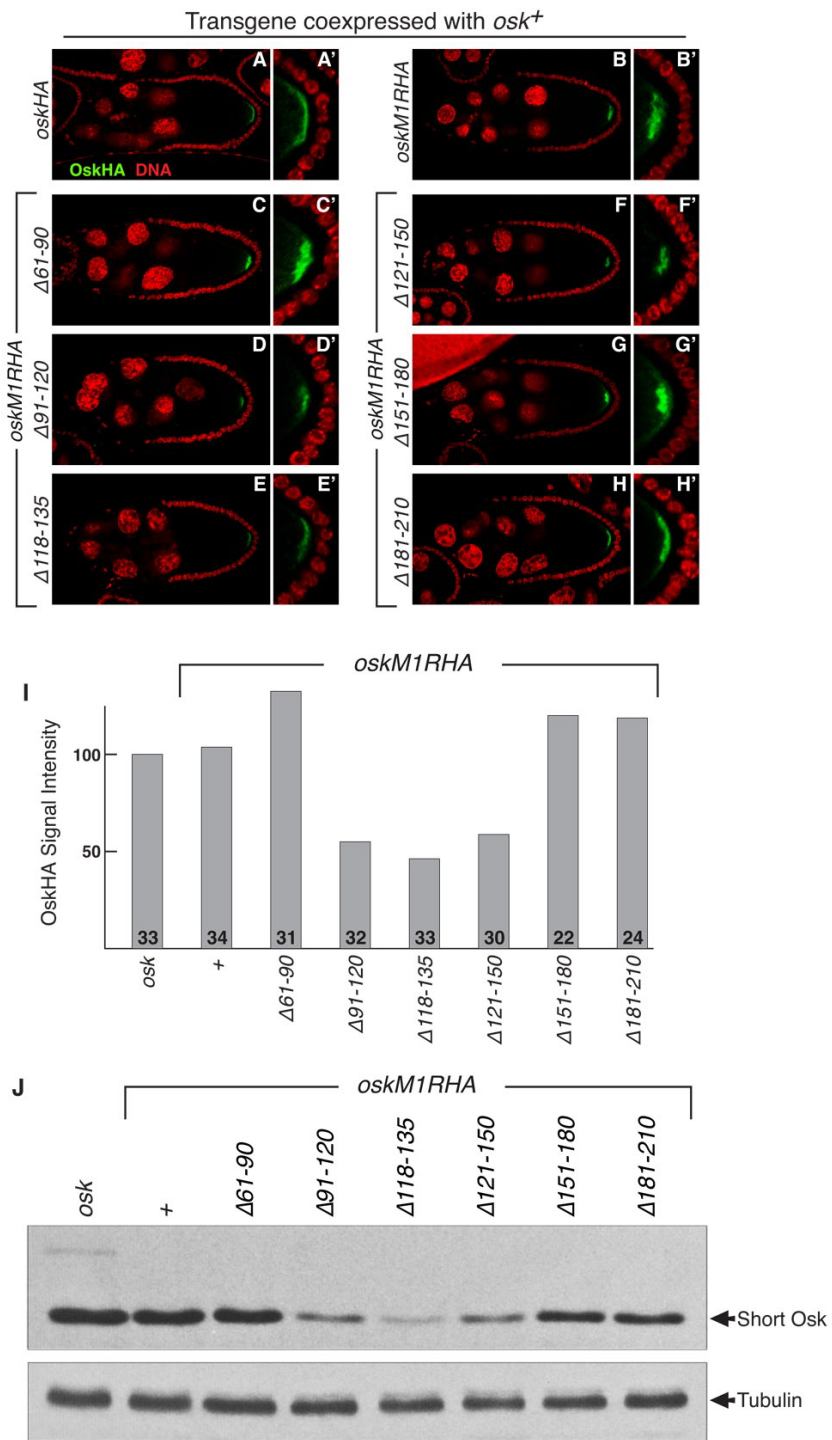 Transgene coexpressed with osk+
oskHA
A
A'
oskM1RHA
B
B'
OskHA DNA
oskM1RHA
Δ61-90
C
C'
Δ91-120
D
D'
Δ118-135
E
E'
oskM1RHA
Δ121-150
F
F'
Δ151-180
G
G'
Δ181-210
H
H'
I
oskM1RHA
OskHA Signal Intensity
100
50
33 34 31 32 33 30 22 24
osk + Δ61-90 Δ91-120 Δ118-135 Δ121-150 Δ151-180 Δ181-210
J
oskM1RHA
osk + Δ61-90 Δ91-120 Δ118-135 Δ121-150 Δ151-180 Δ181-210
Short Osk
Tubulin